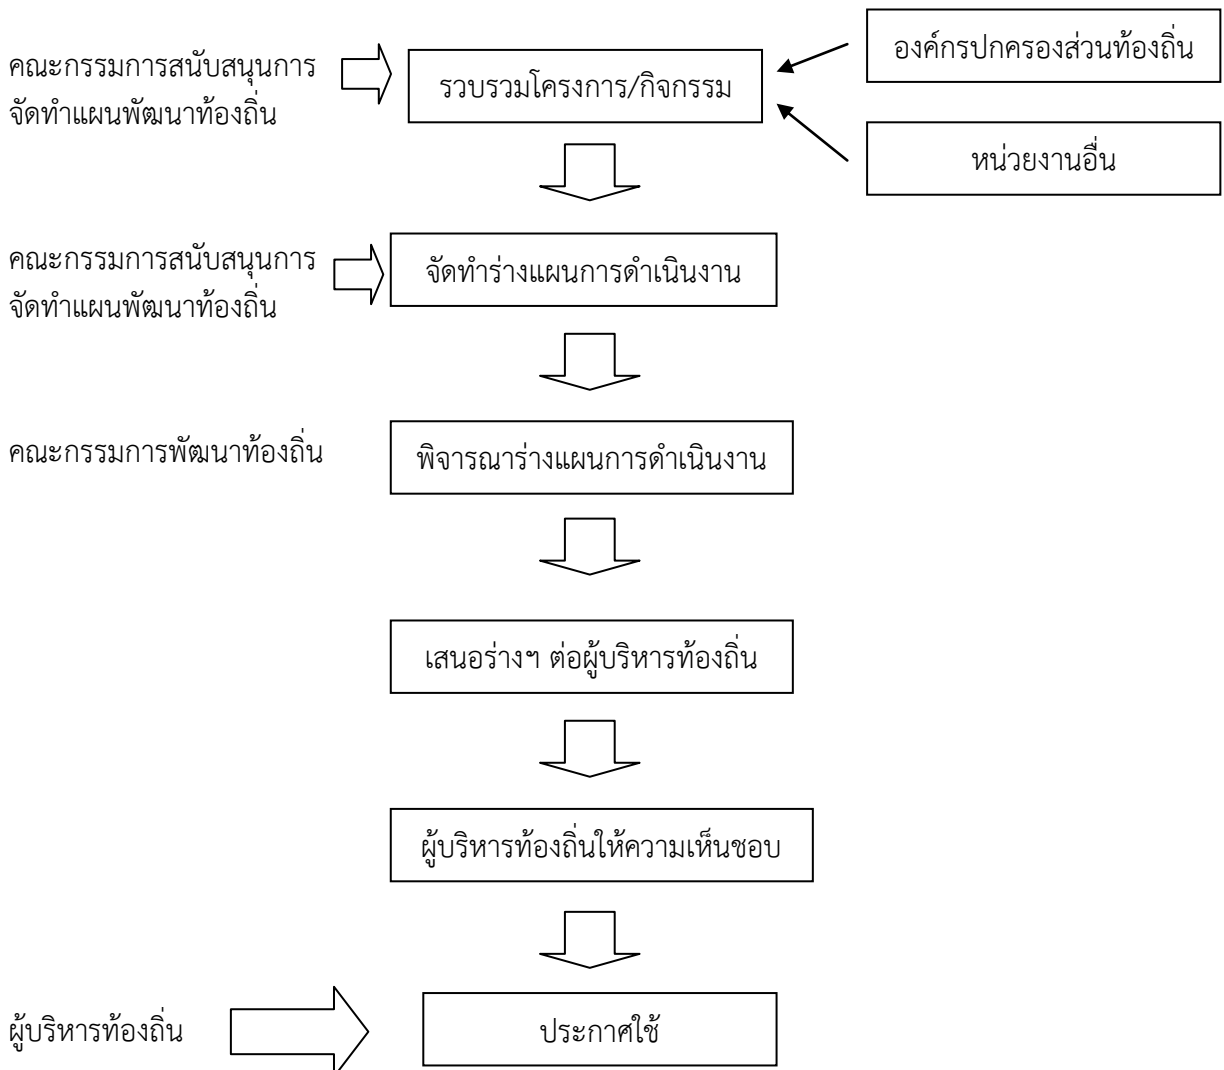 องค์กรปกครองส่วนท้องถิ่น
คณะกรรมการสนับสนุนการ
จัดทำแผนพัฒนาท้องถิ่น
รวบรวมโครงการ/กิจกรรม
หน่วยงานอื่น
คณะกรรมการสนับสนุนการ
จัดทำแผนพัฒนาท้องถิ่น
จัดทำร่างแผนการดำเนินงาน
คณะกรรมการพัฒนาท้องถิ่น
พิจารณาร่างแผนการดำเนินงาน
เสนอร่างฯ ต่อผู้บริหารท้องถิ่น
ผู้บริหารท้องถิ่นให้ความเห็นชอบ
ผู้บริหารท้องถิ่น
ประกาศใช้